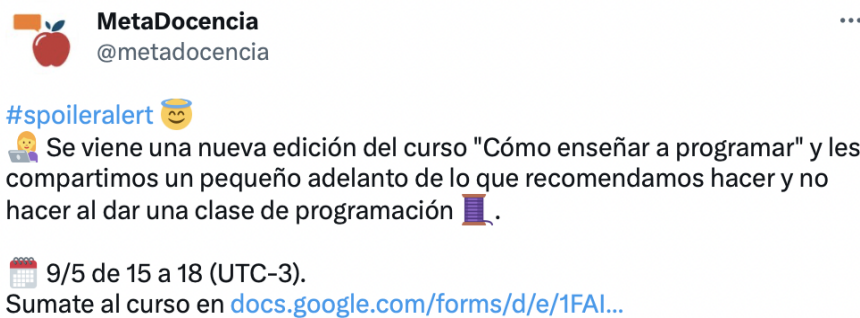 MetaDocencia
@metadocencia
#spoileralert 😇
👩‍💻 Se viene una nueva edición del curso "Cómo enseñar a programar" y les
compartimos un pequeño adelanto de lo que recomendamos hacer y no
hacer al dar una clase de programación 🧵.
🗓️ 9/5 de 15 a 18 (UTC-3).
Sumate al curso en docs.google.com/forms/d/e/1FAI...